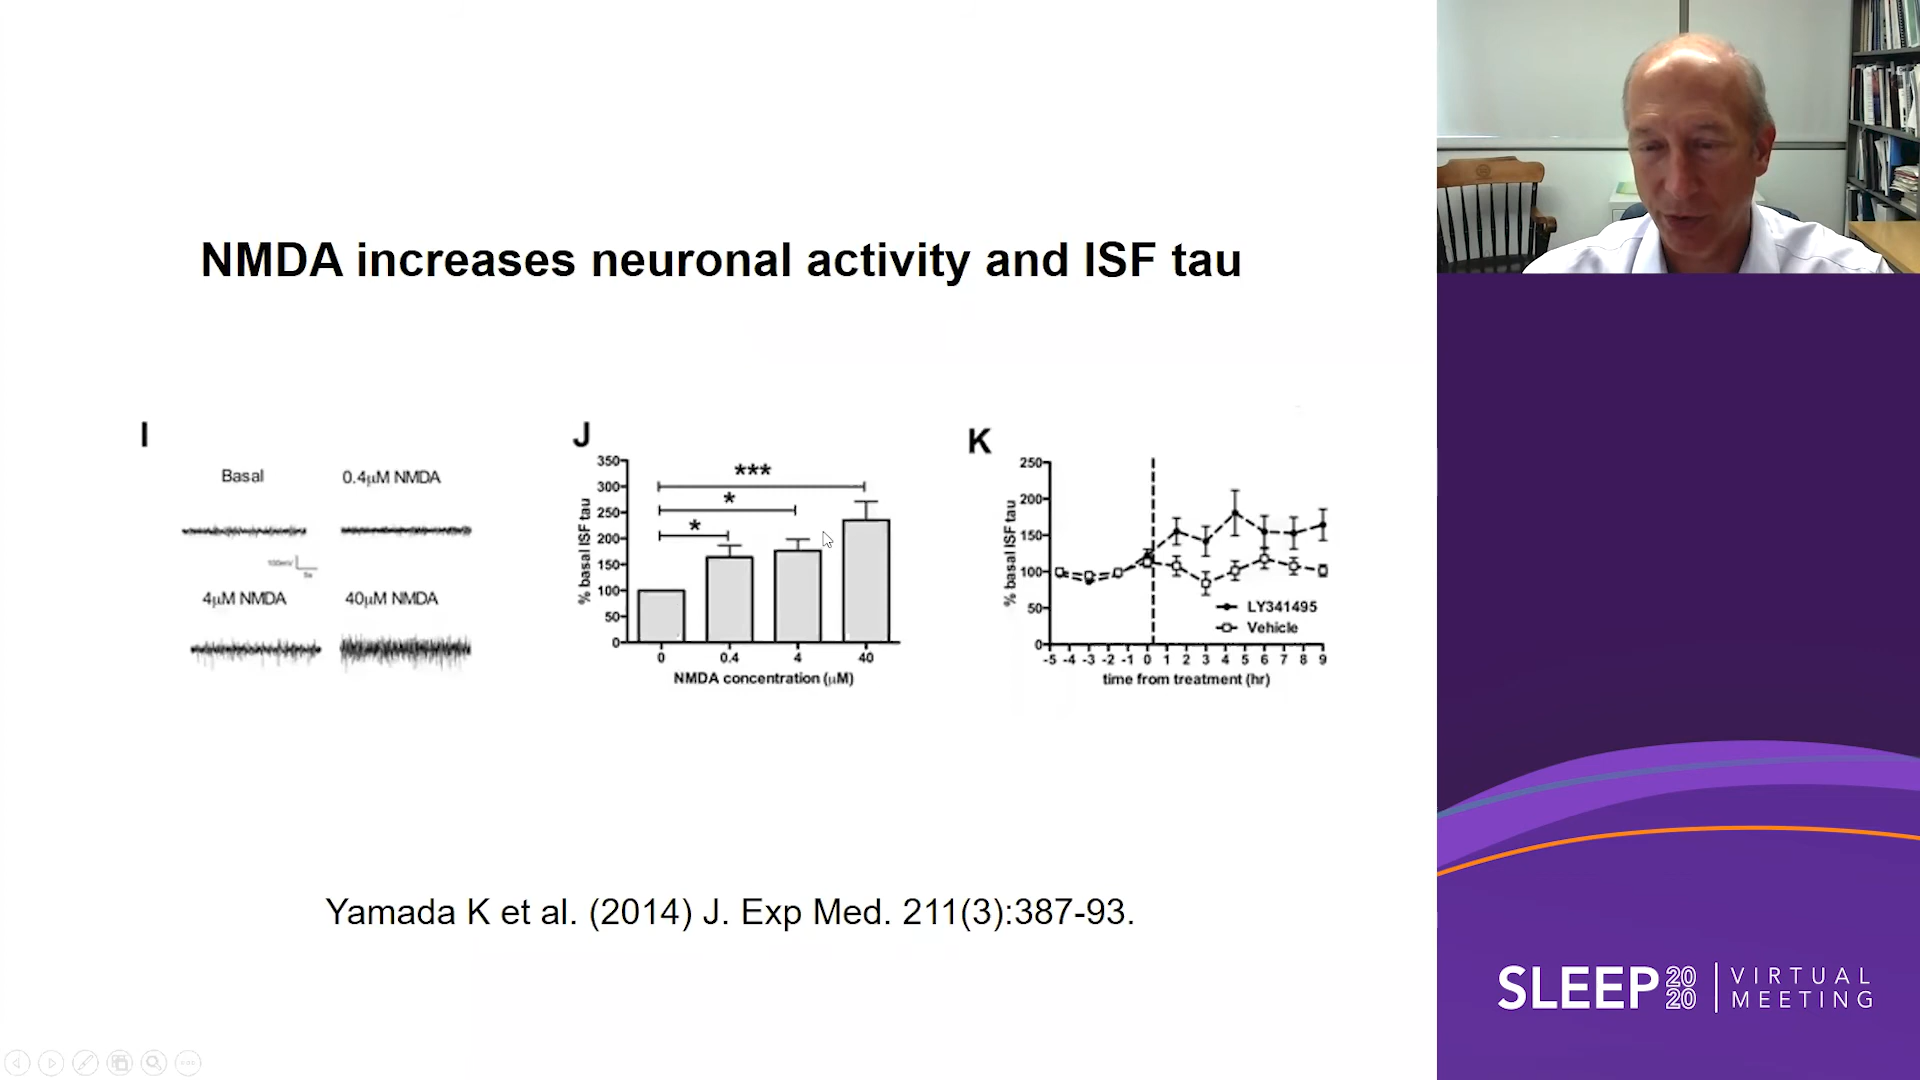 NMDA increases neuronal activity and ISF tau
I
Basal
0.4μM NMDA
100mV
5s
4μM NMDA
40μM NMDA
J
% basal ISF tau
350
300
250
200
150
100
50
0
***
*
*
0 0.4 4 40
NMDA concentration (μM)
K
% basal ISF tau
250
200
150
100
50
0
LY341495
Vehicle
-5 -4 -3 -2 -1 0 1 2 3 4 5 6 7 8 9
time from treatment (hr)
Yamada K et al. (2014) J. Exp Med. 211(3):387-93.
SLEEP 2020 | VIRTUAL
MEETING